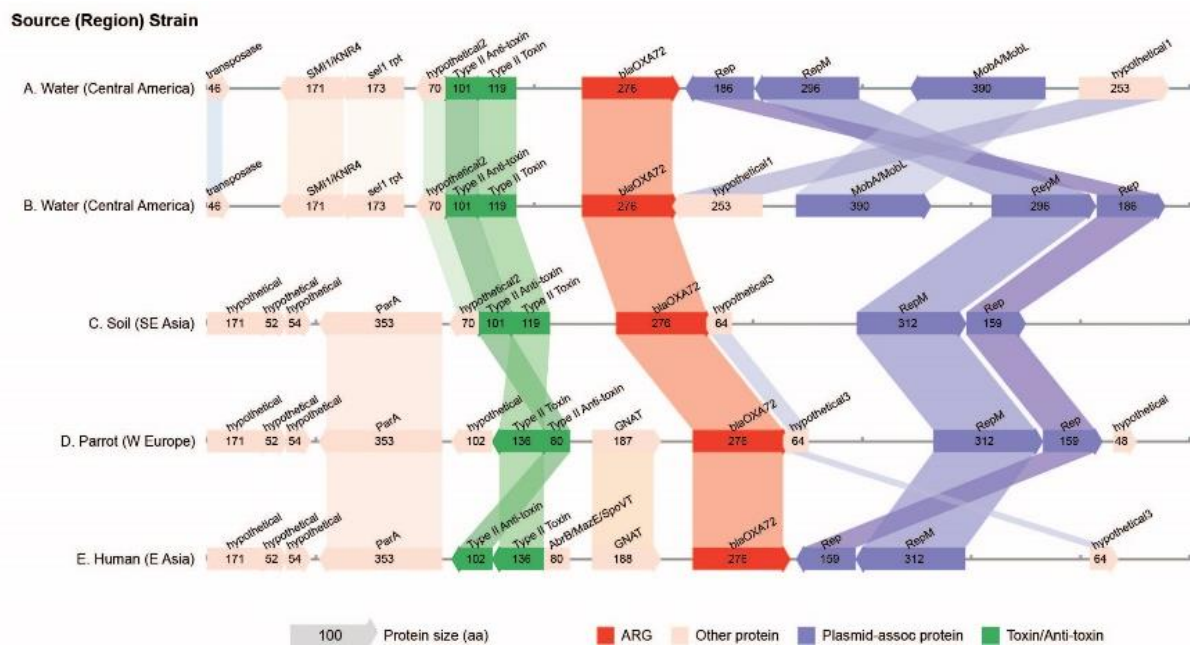 Source (Region) Strain
transposase SMI1/KNR4 sel1 rpt hypothetical2 Type II Anti-toxin Type II Toxin blaOXA72 Rep RepM MobA/MobL hypothetical1
A. Water (Central America) 46 171 173 70 101 119 276 186 296 390 253
transposase SMI1/KNR4 sel1 rpt hypothetical2 Type II Anti-toxin Type II Toxin blaOXA72 hypothetical1 MobA/MobL RepM Rep
B. Water (Central America) 46 171 173 70 101 119 276 253 390 296 186
hypothetical hypothetical hypothetical ParA hypothetical2 Type II Anti-toxin Type II Toxin blaOXA72 hypothetical3 RepM Rep
C. Soil (SE Asia) 171 52 54 353 70 101 119 276 64 312 159
hypothetical hypothetical hypothetical ParA hypothetical Type II Toxin Type II Anti-toxin GNAT blaOXA72 hypothetical3 RepM Rep hypothetical
D. Parrot (W Europe) 171 52 54 353 102 136 80 187 276 64 312 159 48
hypothetical hypothetical hypothetical ParA Type II Anti-toxin Type II Toxin AbrB/MazE/SpoVT GNAT blaOXA72 Rep RepM hypothetical3
E. Human (E Asia) 171 52 54 353 102 136 80 188 276 159 312 64
100 Protein size (aa) ARG Other protein Plasmid-assoc protein Toxin/Anti-toxin